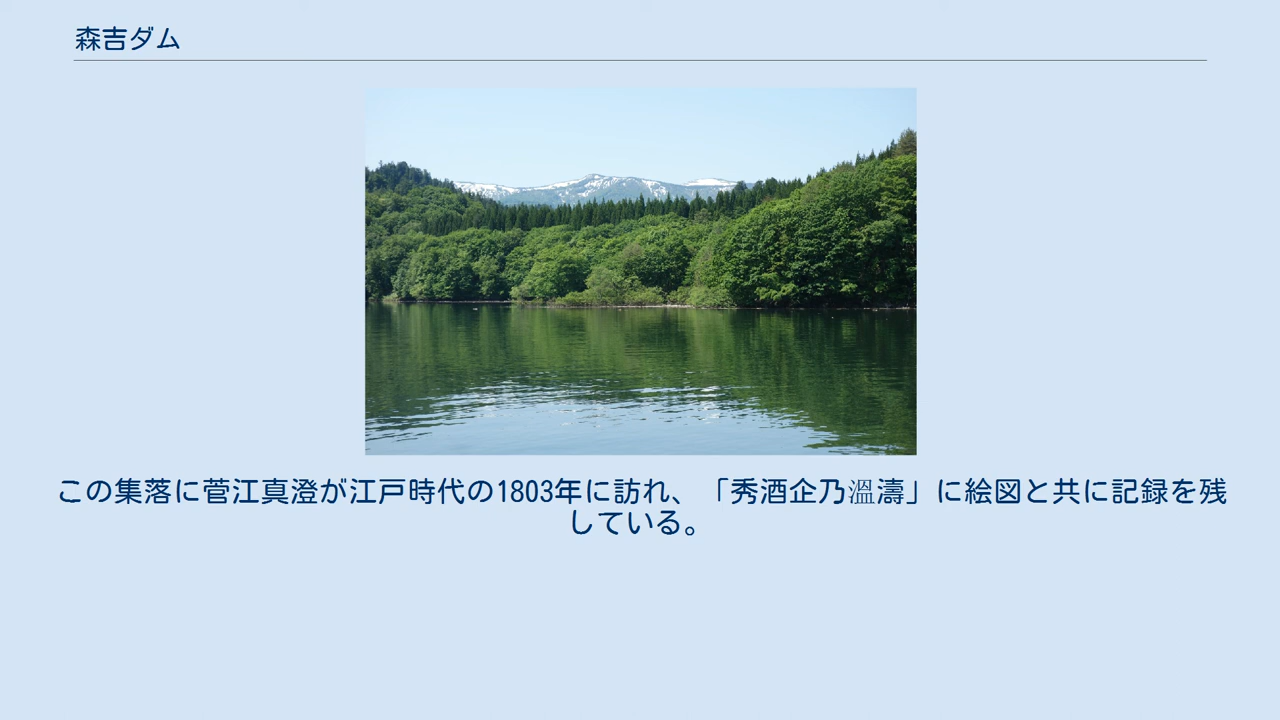 森吉ダム
この集落に菅江真澄が江戸時代の1803年に訪れ、「秀酒企乃溫濤」に絵図と共に記録を残
している。